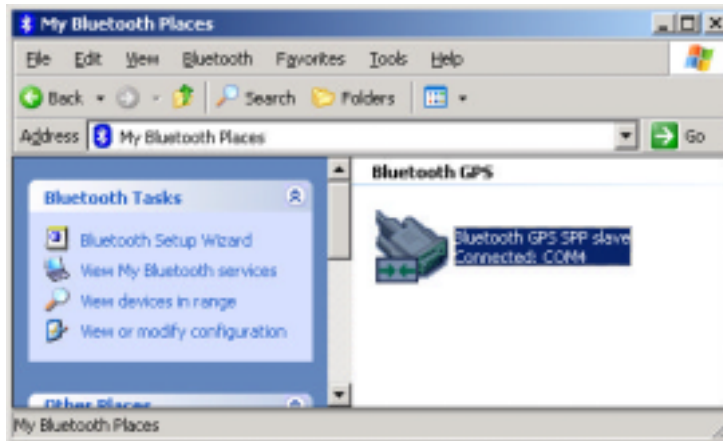 My Bluetooth Places
File Edit View Bluetooth Favorites Tools Help
Back Search Folders
Address My Bluetooth Places Go
Bluetooth Tasks
Bluetooth Setup Wizard
View My Bluetooth services
View devices in range
View or modify configuration
Other Places
Bluetooth GPS
Bluetooth GPS SPP slave
Connected: COM4
My Bluetooth Places